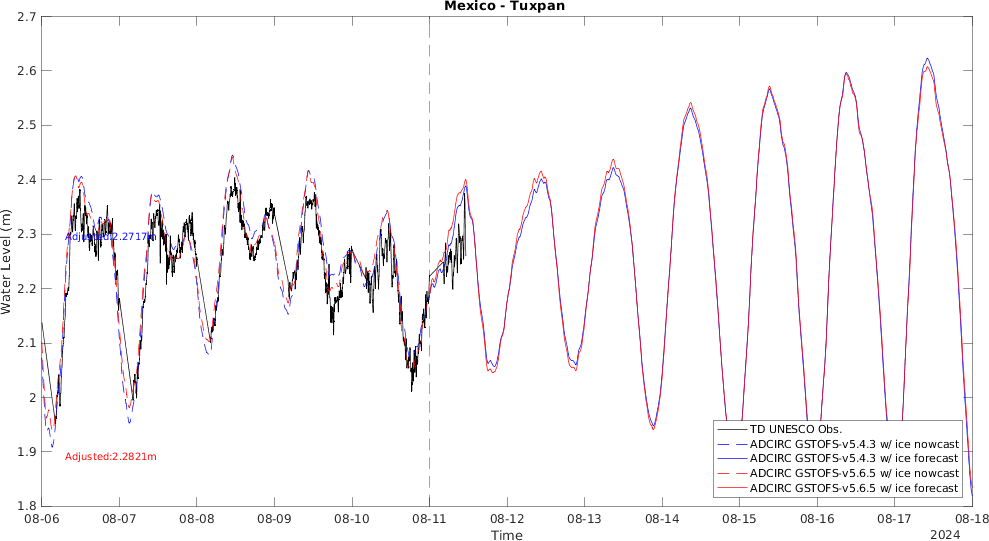 Mexico - Tuxpan
2.7
2.6
2.5
2.4
2.3
2.2
2.1
2
1.9
1.8
Water Level (m)
Adjusted:2.2717m
Adjusted:2.2821m
TD UNESCO Obs.
ADCIRC GSTOFS-v5.4.3 w/ ice nowcast
ADCIRC GSTOFS-v5.4.3 w/ ice forecast
ADCIRC GSTOFS-v5.6.5 w/ ice nowcast
ADCIRC GSTOFS-v5.6.5 w/ ice forecast
08-06 08-07 08-08 08-09 08-10 08-11 08-12 08-13 08-14 08-15 08-16 08-17 08-18
Time
2024